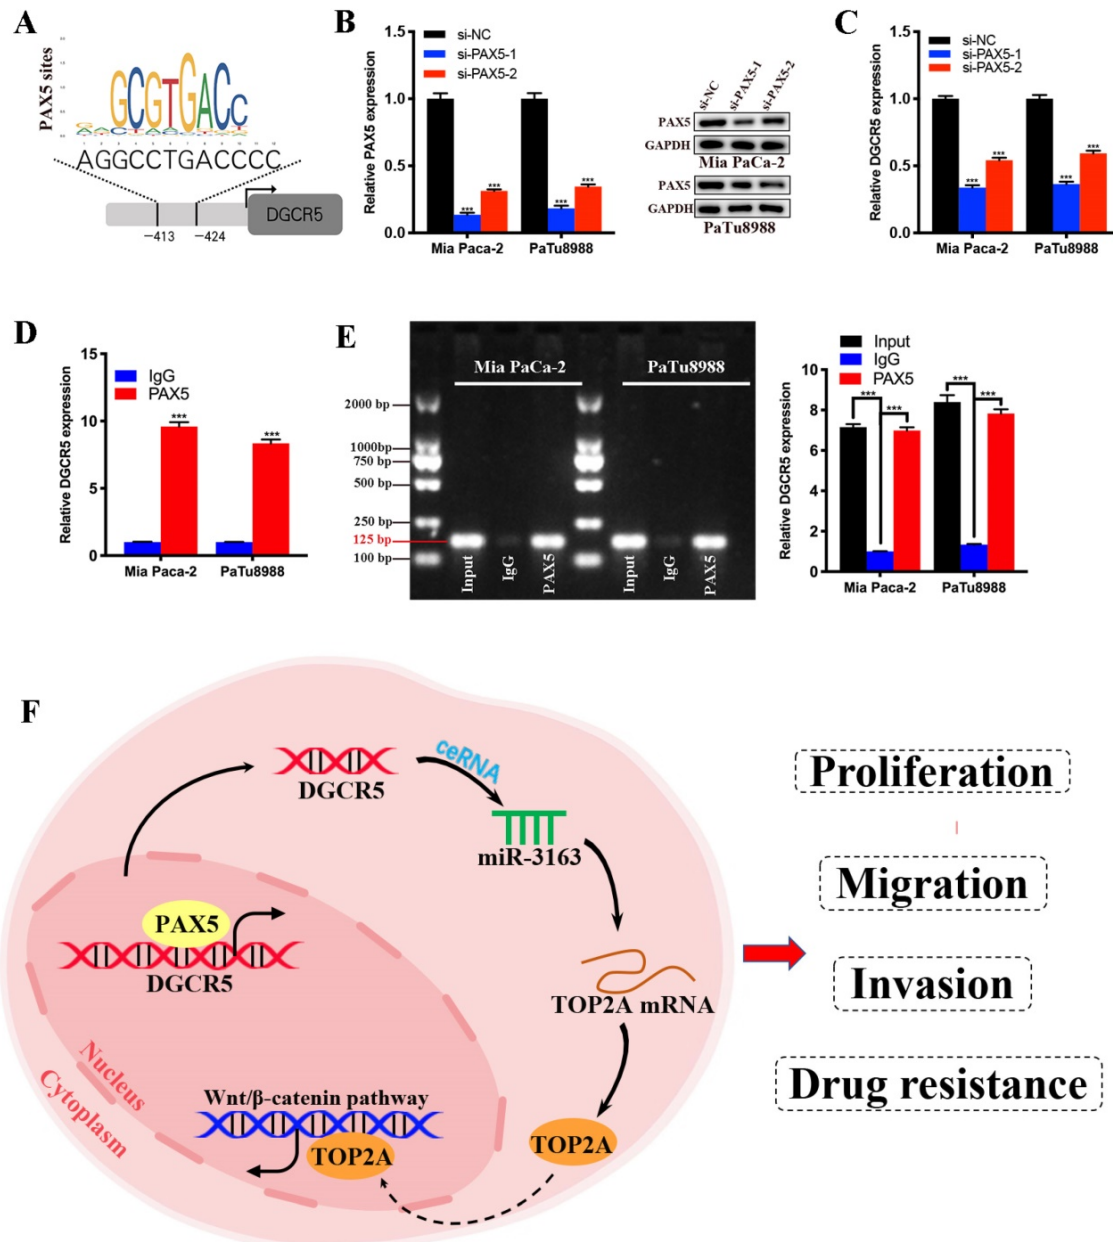 A
PAX5 sites
GCGTGACC
AGGCCTGACCCC
DGCR5
−413
−424
B
Relative PAX5 expression
1.5
1.0
0.5
0.0
si-NC
si-PAX5-1
si-PAX5-2
***
***
***
***
Mia Paca-2
PaTu8988
si-NC
si-PAX5-1
si-PAX5-2
PAX5
GAPDH
Mia PaCa-2
PAX5
GAPDH
PaTu8988
C
Relative DGCR5 expression
1.5
1.0
0.5
0.0
si-NC
si-PAX5-1
si-PAX5-2
***
***
***
***
Mia Paca-2
PaTu8988
D
Relative DGCR5 expression
15
10
5
0
IgG
PAX5
***
***
Mia Paca-2
PaTu8988
E
Mia PaCa-2
PaTu8988
2000 bp
1000bp
750 bp
500 bp
250 bp
125 bp
100 bp
Input
IgG
PAX5
Input
IgG
PAX5
Input
IgG
PAX5
Relative DGCR5 expression
10
8
6
4
2
0
***
***
***
***
Mia Paca-2
PaTu8988
F
DGCR5
ceRNA
miR-3163
TOP2A mRNA
TOP2A
PAX5
DGCR5
Nucleus
Cytoplasm
Wnt/β-catenin pathway
TOP2A
Proliferation
Migration
Invasion
Drug resistance